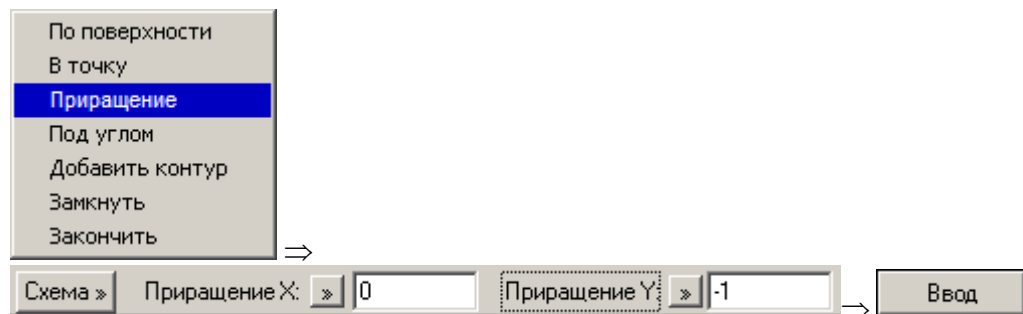 По поверхности
В точку
Приращение
Под углом
Добавить контур
Замкнуть
Закончить
⇒
Схема » Приращение X: » 0 Приращение Y: » -1 → Ввод